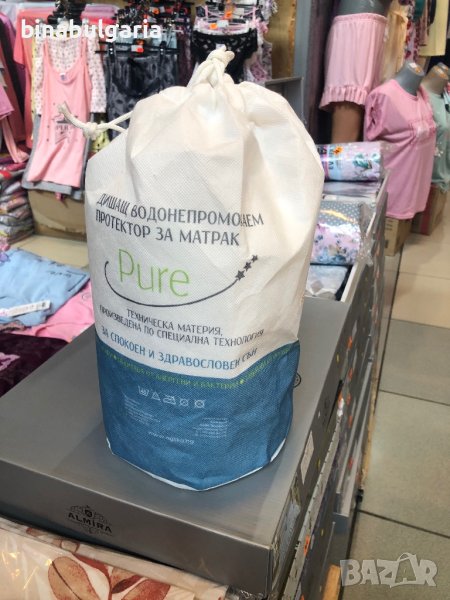 binabulgaria
ДИШАЩ ВОДОНЕПРОМОКАЕМ
ПРОТЕКТОР ЗА МАТРАК
Pure
ТЕХНИЧЕСКА МАТЕРИЯ,
ПРОИЗВЕДЕНА ПО СПЕЦИАЛНА ТЕХНОЛОГИЯ
ЗА СПОКОЕН И ЗДРАВОСЛОВЕН СЪН
ALMIRA
BAZAR